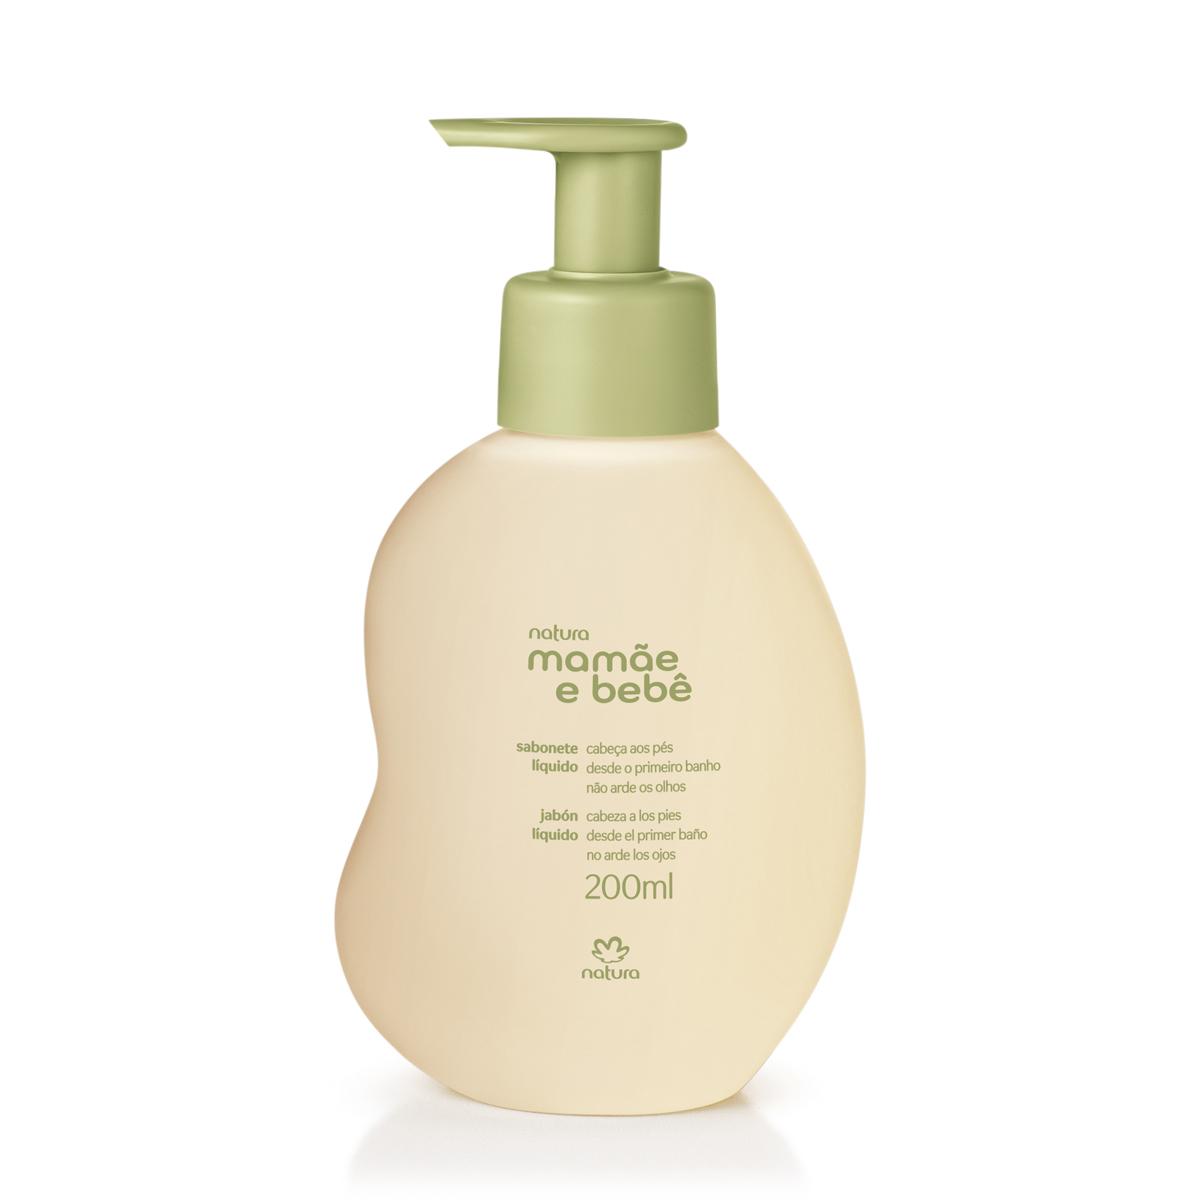 natura
mamãe
e bebê
sabonete cabeça aos pés
líquido desde o primeiro banho
não arde os olhos
jabón cabeza a los pies
líquido desde el primer baño
no arde los ojos
200ml
natura